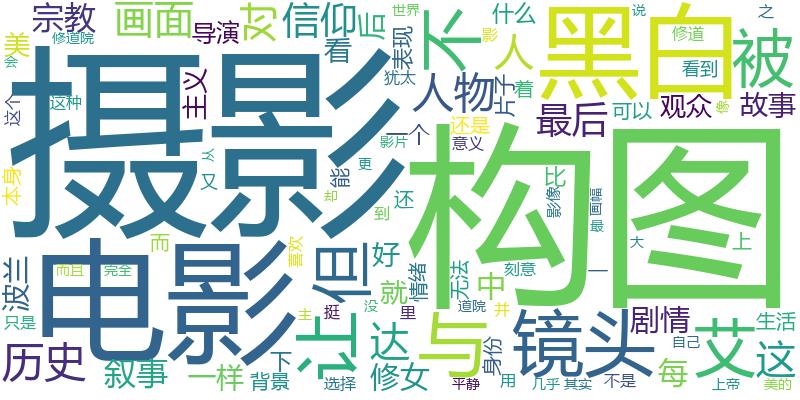 宗教
画面
对
信仰
后
世界
什么
不
说
之
修道院
美
会
导演
看
表现
影
人
黑白
修道
被
看到
这个
这种
主义
犹太
着
片子
摄影
人物
一个
还是
最后
可以
观众
像
故事
影片
意义
本身
又
从
能
更
还
却
到
构图
比
影像
画幅
最
大
上
波兰
而
而且
完全
喜欢
但
好
情绪
无法
刻意
一
电影
只是
就
中
没
道院
并
主
挺
里
让
与
镜头
剧情
艾
这
生活
自己
历史
叙事
一样
下
背景
达
选择
修女
身份
平静
用
几乎
其实
不是
每
上帝
美的